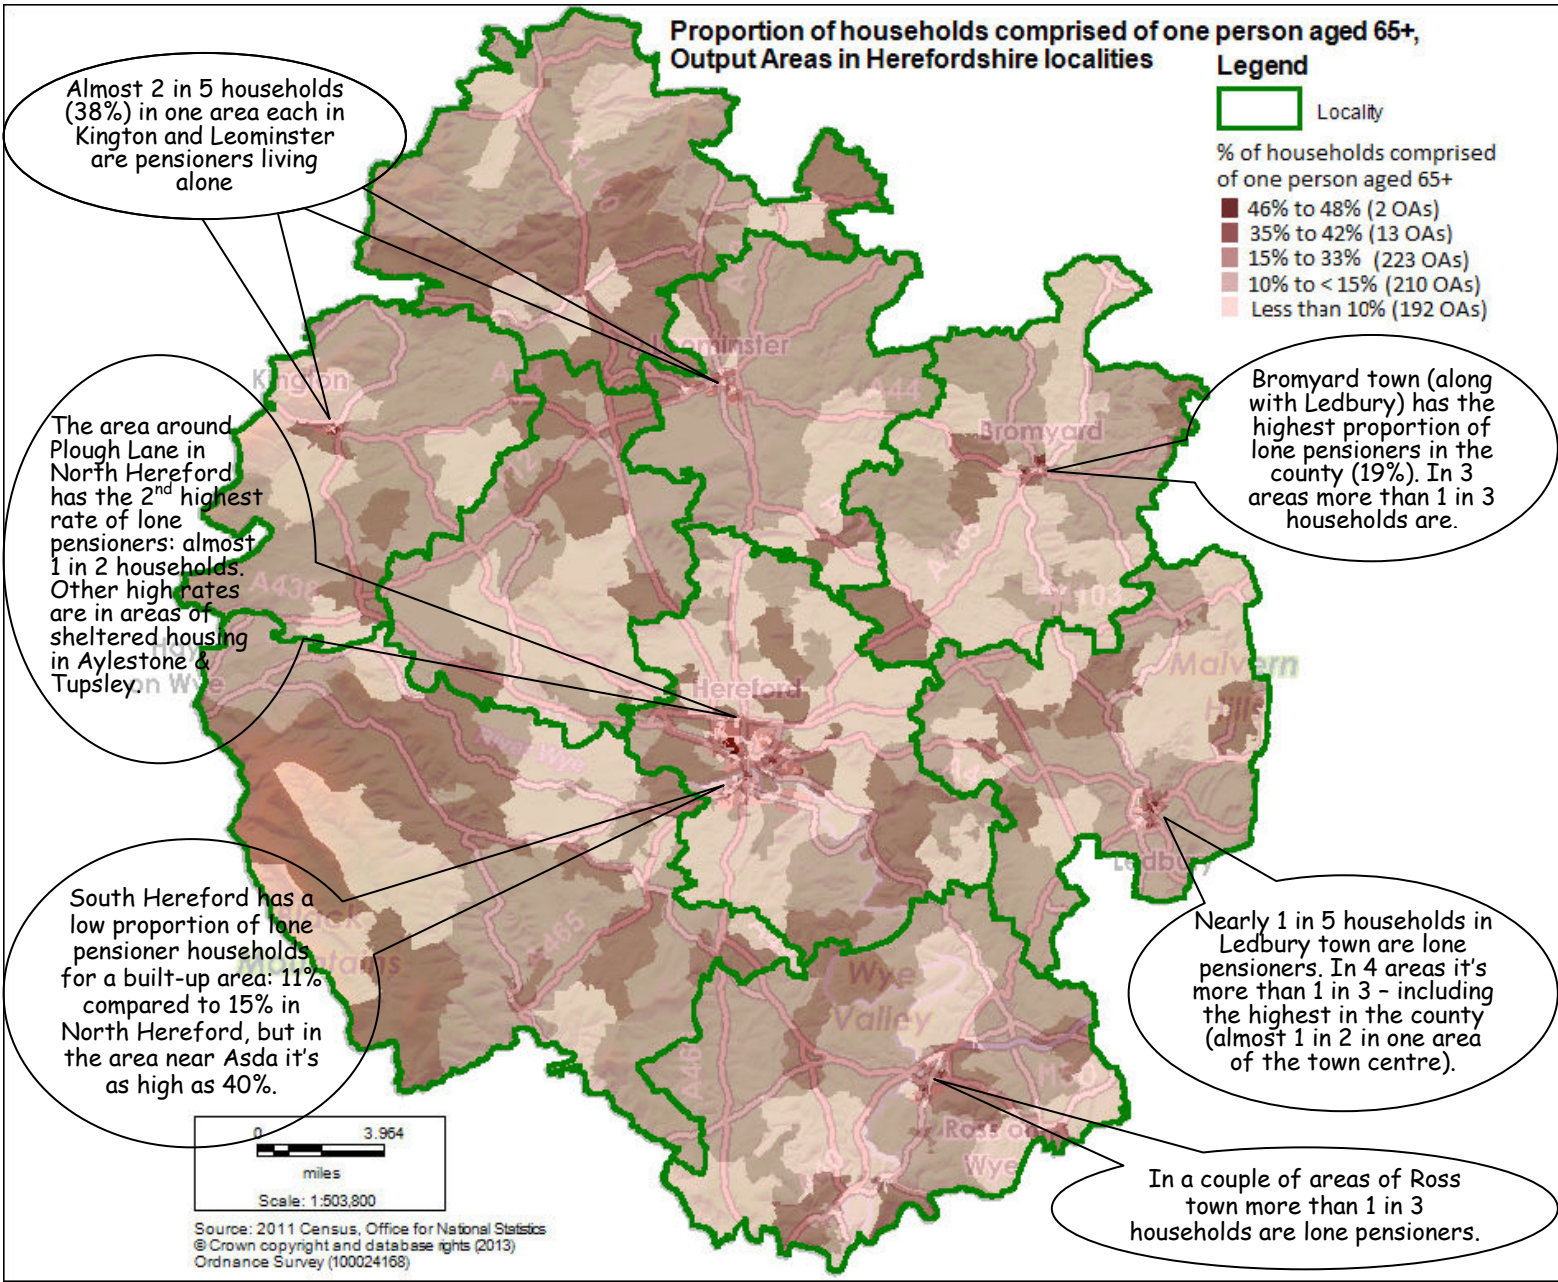 Proportion of households comprised of one person aged 65+,
Output Areas in Herefordshire localities
Legend
Locality
% of households comprised
of one person aged 65+
46% to 48% (2 OAs)
35% to 42% (13 OAs)
15% to 33% (223 OAs)
10% to < 15% (210 OAs)
Less than 10% (192 OAs)
Almost 2 in 5 households
(38%) in one area each in
Kington and Leominster
are pensioners living
alone
The area around
Plough Lane in
North Hereford
has the 2nd highest
rate of lone
pensioners: almost
1 in 2 households.
Other high rates
are in areas of
sheltered housing
in Aylestone &
Tupsley.
South Hereford has a
low proportion of lone
pensioner households
for a built-up area: 11%
compared to 15% in
North Hereford, but in
the area near Asda it's
as high as 40%.
Bromyard town (along
with Ledbury) has the
highest proportion of
lone pensioners in the
county (19%). In 3
areas more than 1 in 3
households are.
Nearly 1 in 5 households in
Ledbury town are lone
pensioners. In 4 areas it's
more than 1 in 3 – including
the highest in the county
(almost 1 in 2 in one area
of the town centre).
In a couple of areas of Ross
town more than 1 in 3
households are lone pensioners.
Kington
Leominster
A44
Bromyard
A438
Hay
on Wye
Hereford
River Wye
Malvern
Hills
Ledbury
Black
Mountains
Wye
Valley
Ross on
Wye
0 3.964
miles
Scale: 1:503,800
Source: 2011 Census, Office for National Statistics
© Crown copyright and database rights (2013)
Ordnance Survey (100024168)